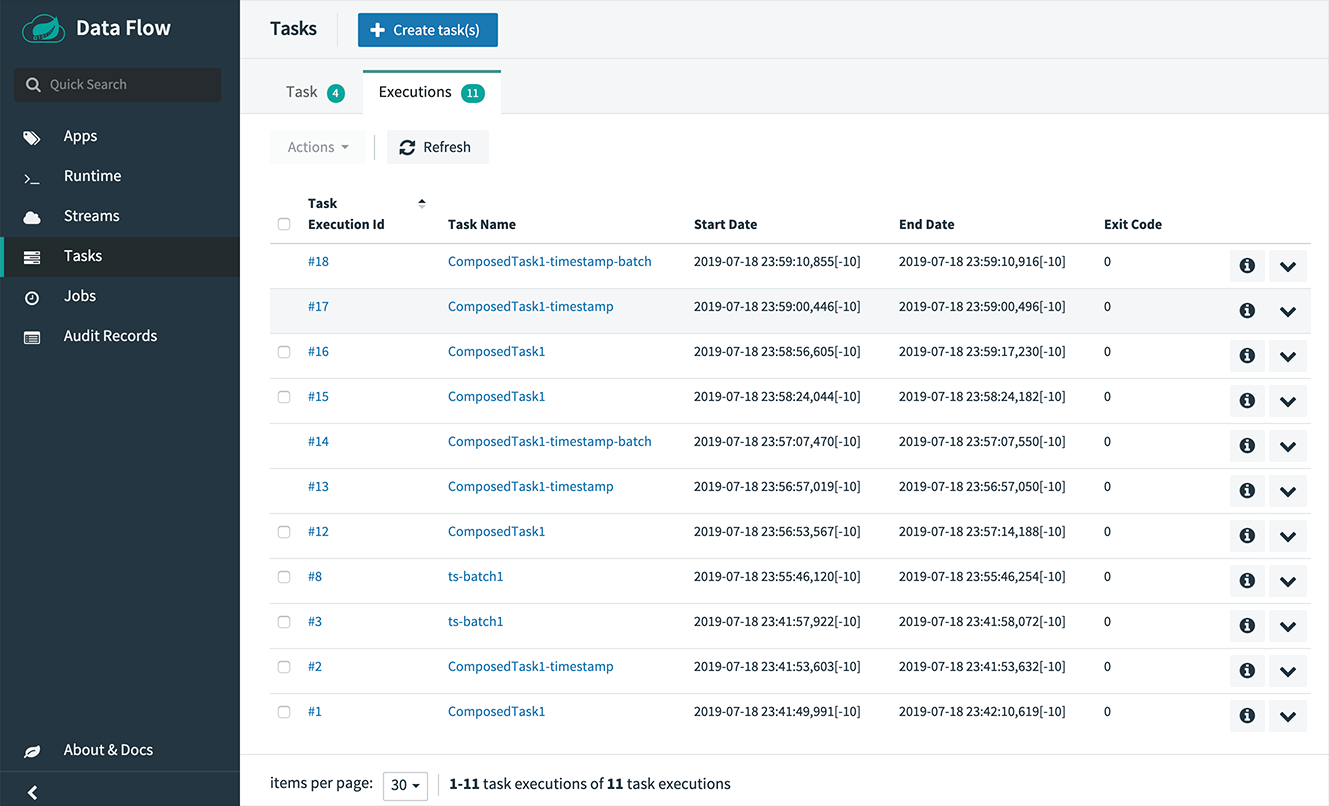 Data Flow
Quick Search
Apps
Runtime
Streams
Tasks
Jobs
Audit Records
About & Docs
Tasks
Create task(s)
Task 4
Executions 11
Actions
Refresh
Task Execution Id Task Name Start Date End Date Exit Code
#18 ComposedTask1-timestamp-batch 2019-07-18 23:59:10,855[-10] 2019-07-18 23:59:10,916[-10] 0
#17 ComposedTask1-timestamp 2019-07-18 23:59:00,446[-10] 2019-07-18 23:59:00,496[-10] 0
#16 ComposedTask1 2019-07-18 23:58:56,605[-10] 2019-07-18 23:59:17,230[-10] 0
#15 ComposedTask1 2019-07-18 23:58:24,044[-10] 2019-07-18 23:58:24,182[-10] 0
#14 ComposedTask1-timestamp-batch 2019-07-18 23:57:07,470[-10] 2019-07-18 23:57:07,550[-10] 0
#13 ComposedTask1-timestamp 2019-07-18 23:56:57,019[-10] 2019-07-18 23:56:57,050[-10] 0
#12 ComposedTask1 2019-07-18 23:56:53,567[-10] 2019-07-18 23:57:14,188[-10] 0
#8 ts-batch1 2019-07-18 23:55:46,120[-10] 2019-07-18 23:55:46,254[-10] 0
#3 ts-batch1 2019-07-18 23:41:57,922[-10] 2019-07-18 23:41:58,072[-10] 0
#2 ComposedTask1-timestamp 2019-07-18 23:41:53,603[-10] 2019-07-18 23:41:53,632[-10] 0
#1 ComposedTask1 2019-07-18 23:41:49,991[-10] 2019-07-18 23:42:10,619[-10] 0
items per page: 30 1-11 task executions of 11 task executions